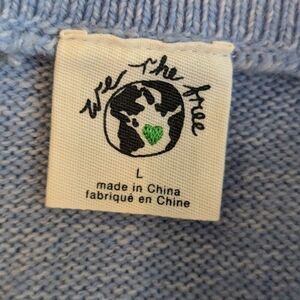 We The Free
L
made in China
fabriqué en Chine